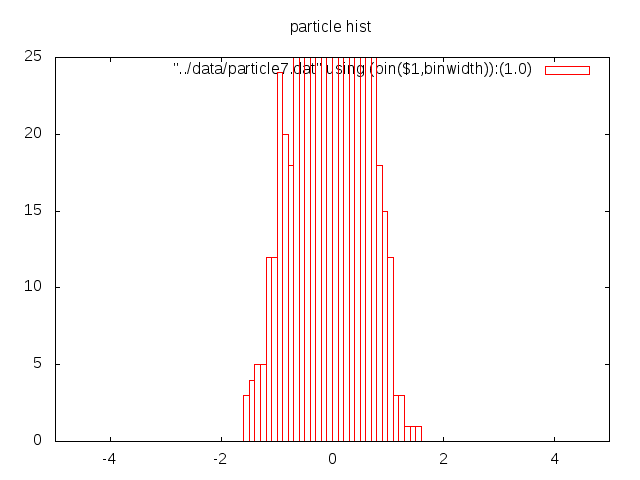 particle hist
"../data/particle7.dat" using (bin($1,binwidth)):(1.0)
25
20
15
10
5
0
-4 -2 0 2 4